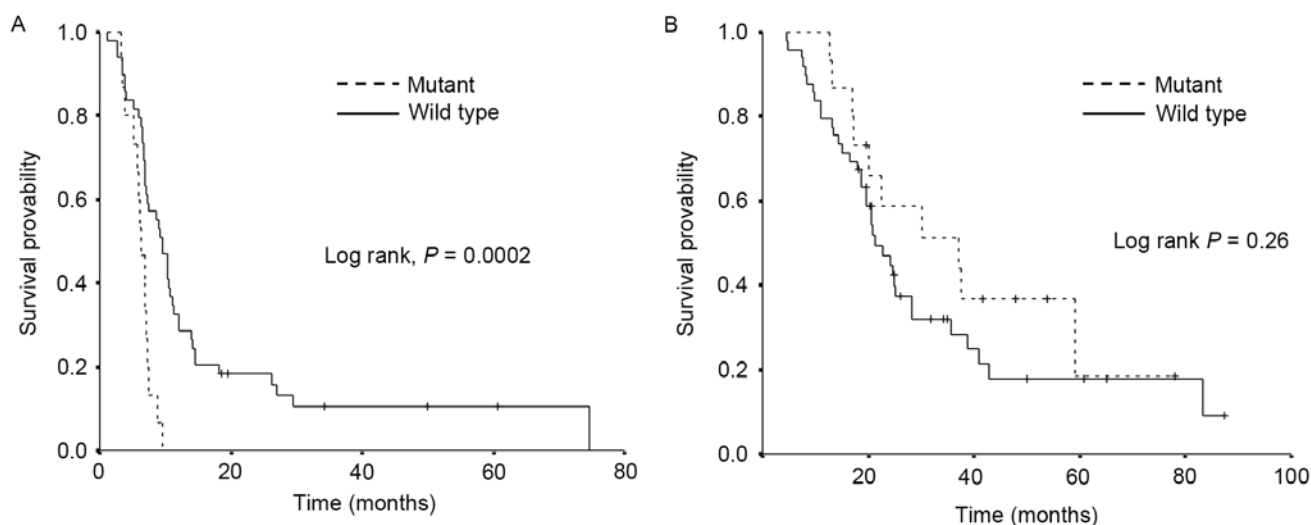 A
1.0
0.8
0.6
0.4
0.2
0.0
Survival provability
Mutant
Wild type
Log rank, P = 0.0002
0 20 40 60 80
Time (months)
B
1.0
0.8
0.6
0.4
0.2
0.0
Survival provability
Mutant
Wild type
Log rank P = 0.26
20 40 60 80 100
Time (months)